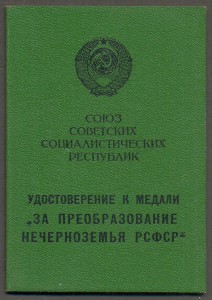 СОЮЗ
СОВЕТСКИХ
СОЦИАЛИСТИЧЕСКИХ
РЕСПУБЛИК
УДОСТОВЕРЕНИЕ К МЕДАЛИ
„ЗА ПРЕОБРАЗОВАНИЕ
НЕЧЕРНОЗЕМЬЯ РСФСР“